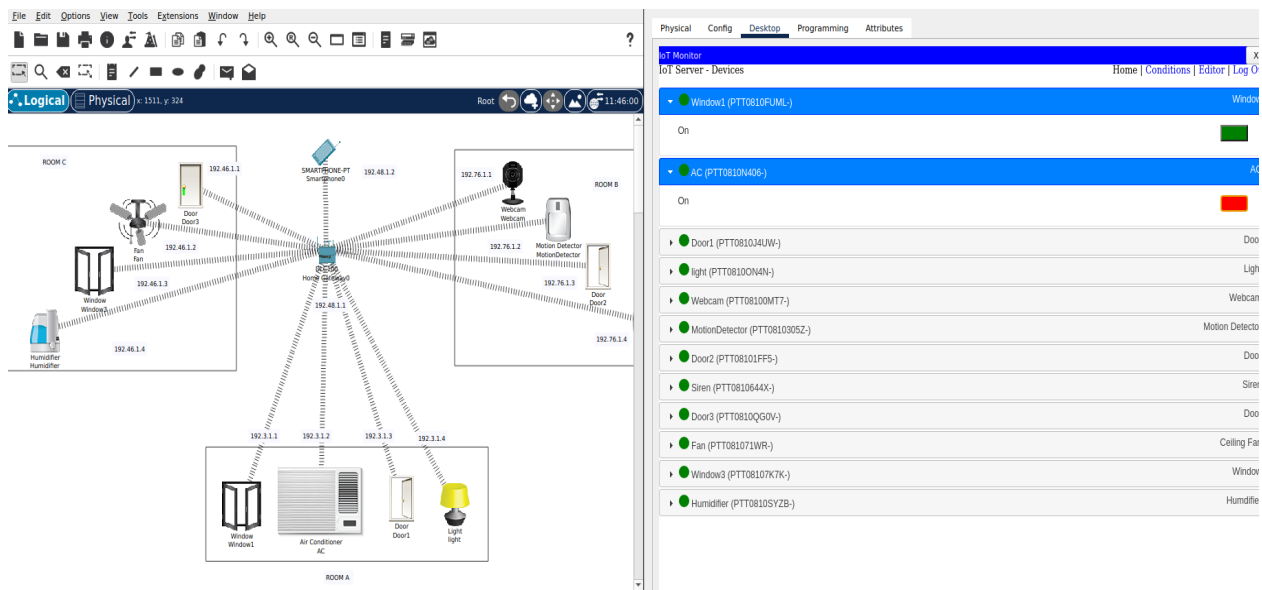 File Edit Options View Tools Extensions Window Help
?
Logical Physical x: 1511, y: 324 Root 11:46:00
ROOM C
192.46.1.1
Door
Door3
Fan
Fan
192.46.1.2
192.46.1.3
Window
Window3
192.46.1.4
Humidifier
Humidifier
SMARTPHONE-PT
Smartphone0
192.48.1.2
Home Gateway0
192.48.1.1
192.76.1.1
ROOM B
Webcam
Webcam
192.76.1.2
Motion Detector
MotionDetector
192.76.1.3
Door
Door2
192.76.1.4
192.3.1.1
192.3.1.2
192.3.1.3
192.3.1.4
Window
Window1
Air Conditioner
AC
Door
Door1
Light
light
ROOM A
Physical Config Desktop Programming Attributes
IoT Monitor X
IoT Server - Devices Home | Conditions | Editor | Log O
Window1 (PTT0810FUML-) Window
On
AC (PTT0810N406-) AC
On
Door1 (PTT0810J4UW-) Doo
light (PTT0810ON4N-) Ligh
Webcam (PTT08100MT7-) Webcam
MotionDetector (PTT0810305Z-) Motion Detecto
Door2 (PTT08101FF5-) Doo
Siren (PTT0810644X-) Siren
Door3 (PTT0810QG0V-) Doo
Fan (PTT081071WR-) Ceiling Fan
Window3 (PTT08107K7K-) Window
Humidifier (PTT0810SYZB-) Humdifie